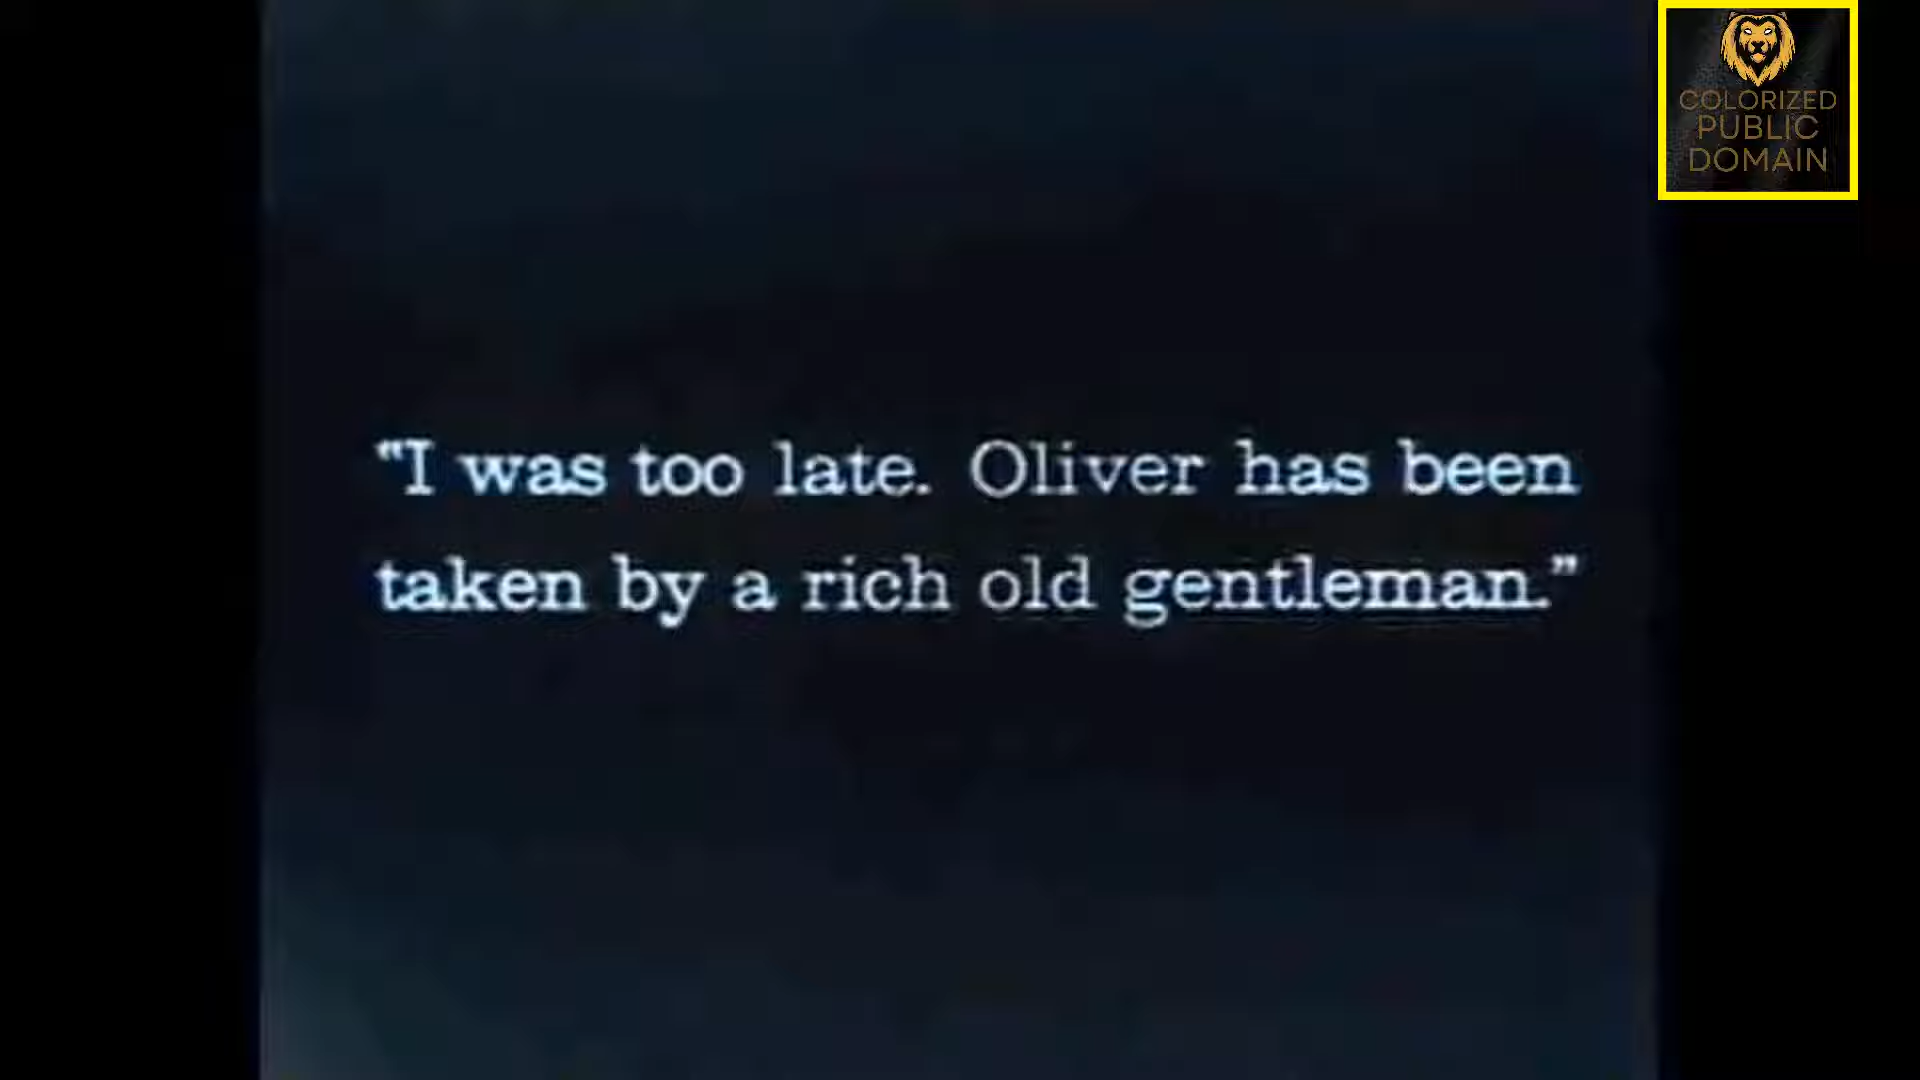 COLORIZED
PUBLIC
DOMAIN
“I was too late. Oliver has been
taken by a rich old gentleman.”